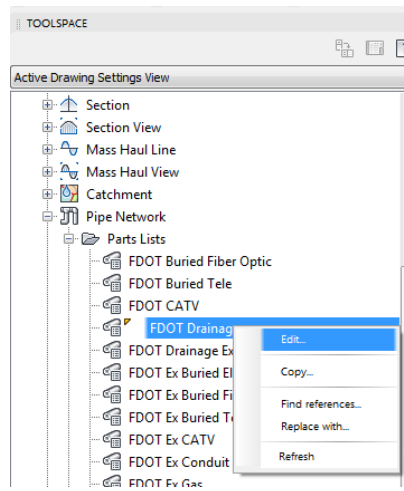 TOOLSPACE
Active Drawing Settings View
Section
Section View
Mass Haul Line
Mass Haul View
Catchment
Pipe Network
Parts Lists
FDOT Buried Fiber Optic
FDOT Buried Tele
FDOT CATV
FDOT Drainag
Edit...
FDOT Drainage Ex
FDOT Ex Buried El
Copy...
FDOT Ex Buried Fi
Find references...
FDOT Ex Buried Te
Replace with...
FDOT Ex CATV
FDOT Ex Conduit
Refresh
FDOT Ex Gas